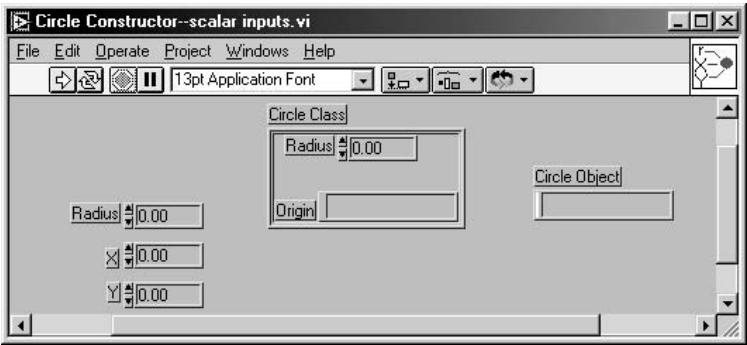 Circle Constructor--scalar inputs.vi
File Edit Operate Project Windows Help
13pt Application Font
Circle Class
Radius 0.00
Origin
Circle Object
Radius 0.00
X 0.00
Y 0.00